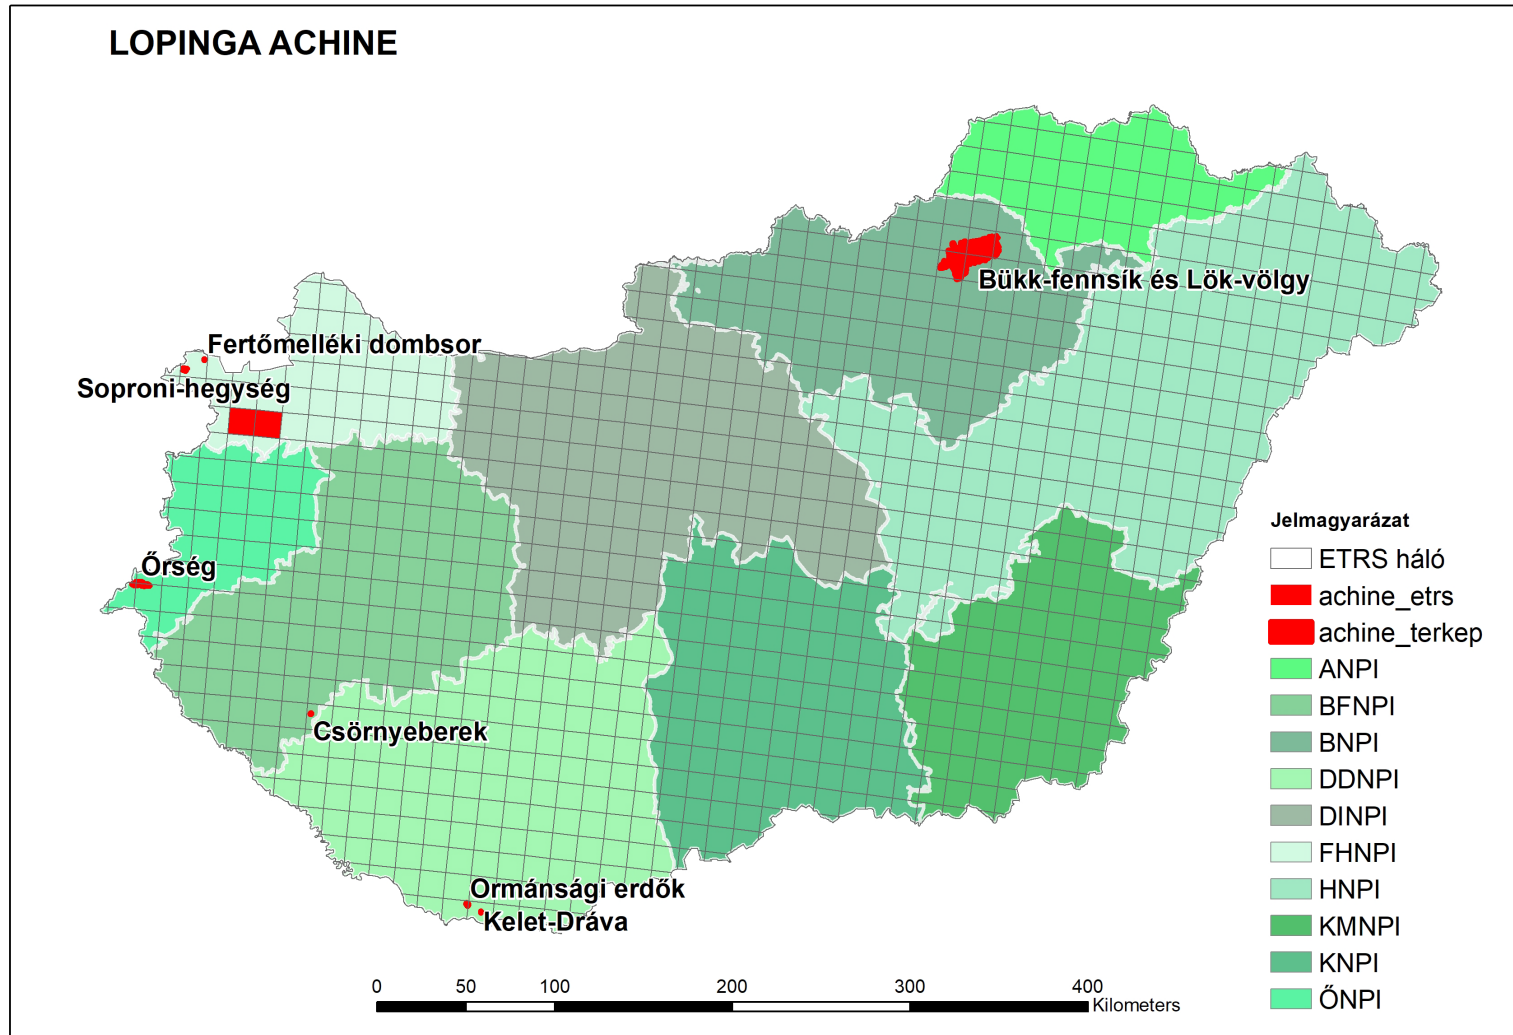 LOPINGA ACHINE
Bükk-fennsík és Lök-völgy
Fertőmelléki dombsor
Soproni-hegység
Őrség
Csörnyeberek
Ormánsági erdők
Kelet-Dráva
Jelmagyarázat
ETRS háló
achine_etrs
achine_terkep
ANPI
BFNPI
BNPI
DDNPI
DINPI
FHNPI
HNPI
KMNPI
KNPI
ŐNPI
0 50 100 200 300 400
Kilometers